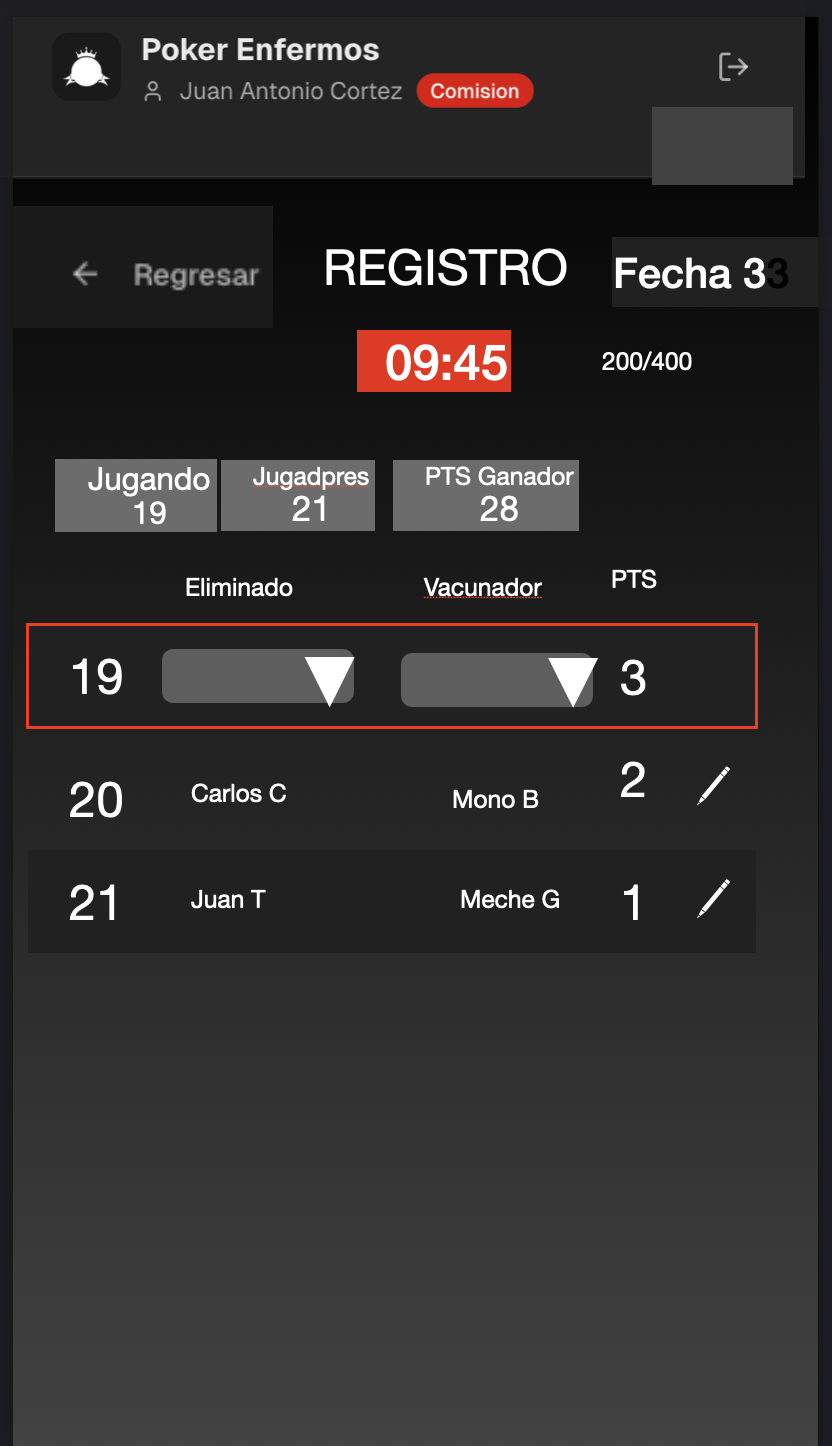 Poker Enfermos
Juan Antonio Cortez Comision
Regresar REGISTRO Fecha 33
09:45 200/400
Jugando Jugadpres PTS Ganador
19 21 28
Eliminado Vacunador PTS
19 3
20 Carlos C Mono B 2
21 Juan T Meche G 1